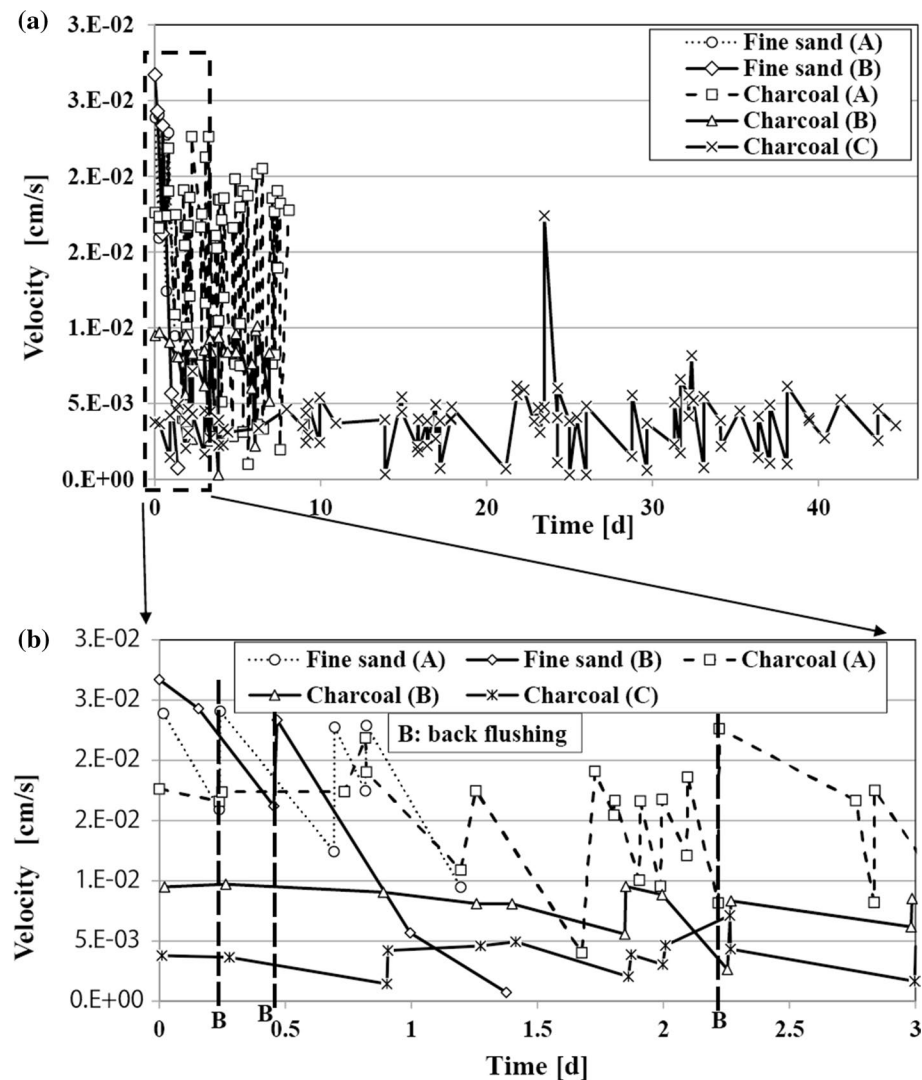 (a)
3.E-02
3.E-02
2.E-02
2.E-02
1.E-02
5.E-03
0.E+00
Velocity [cm/s]
Fine sand (A)
Fine sand (B)
Charcoal (A)
Charcoal (B)
Charcoal (C)
0 10 20 30 40
Time [d]
(b)
3.E-02
3.E-02
2.E-02
2.E-02
1.E-02
5.E-03
0.E+00
Velocity [cm/s]
Fine sand (A) Fine sand (B) Charcoal (A)
Charcoal (B) Charcoal (C)
B: back flushing
B B B
0 0.5 1 1.5 2 2.5 3
Time [d]